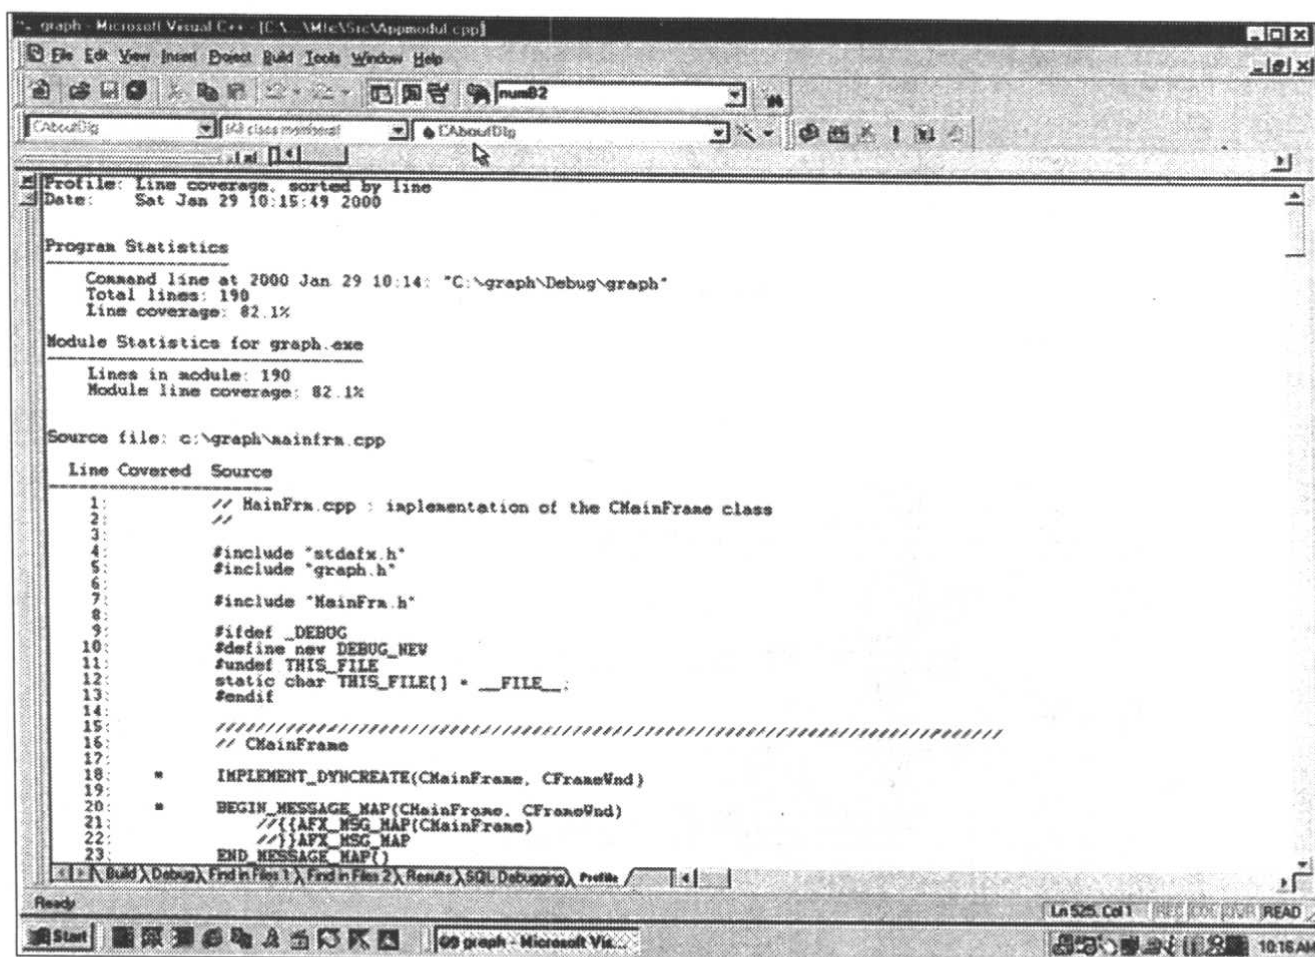 graph - Microsoft Visual C++ - [C:\...\Mfc\Src\Appmodul.cpp]
File Edit View Insert Project Build Tools Window Help
numB2
CAboutDlg (All class members) CAboutDlg
Profile: Line coverage, sorted by line
Date: Sat Jan 29 10:15:49 2000
Program Statistics
Command line at 2000 Jan 29 10:14: "C:\graph\Debug\graph"
Total lines: 190
Line coverage: 82.1%
Module Statistics for graph.exe
Lines in module: 190
Module line coverage: 82.1%
Source file: c:\graph\mainfrm.cpp
Line Covered Source
1: // MainFrm.cpp : implementation of the CMainFrame class
2: //
3:
4: #include "stdafx.h"
5: #include "graph.h"
6:
7: #include "MainFrm.h"
8:
9: #ifdef _DEBUG
10: #define new DEBUG_NEW
11: #undef THIS_FILE
12: static char THIS_FILE[] = __FILE__;
13: #endif
14:
15: /////////////////////////////////////////////////////////////////////////////
16: // CMainFrame
17:
18: * IMPLEMENT_DYNCREATE(CMainFrame, CFrameWnd)
19:
20: * BEGIN_MESSAGE_MAP(CMainFrame, CFrameWnd)
21: //{{AFX_MSG_MAP(CMainFrame)
22: //}}AFX_MSG_MAP
23: END_MESSAGE_MAP()
Build Debug Find in Files 1 Find in Files 2 Results SQL Debugging Profile
Ready Ln 525, Col 1 REC COL OVR READ
Start graph - Microsoft Vis... 10:16 AM